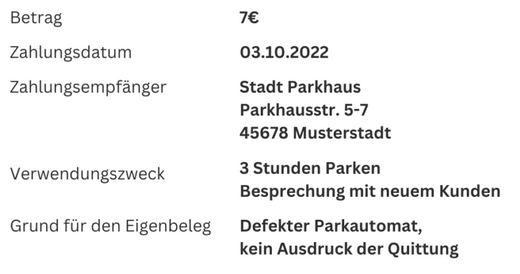 Betrag 7€
Zahlungsdatum 03.10.2022
Zahlungsempfänger Stadt Parkhaus
Parkhausstr. 5-7
45678 Musterstadt
Verwendungszweck 3 Stunden Parken
Besprechung mit neuem Kunden
Grund für den Eigenbeleg Defekter Parkautomat,
kein Ausdruck der Quittung